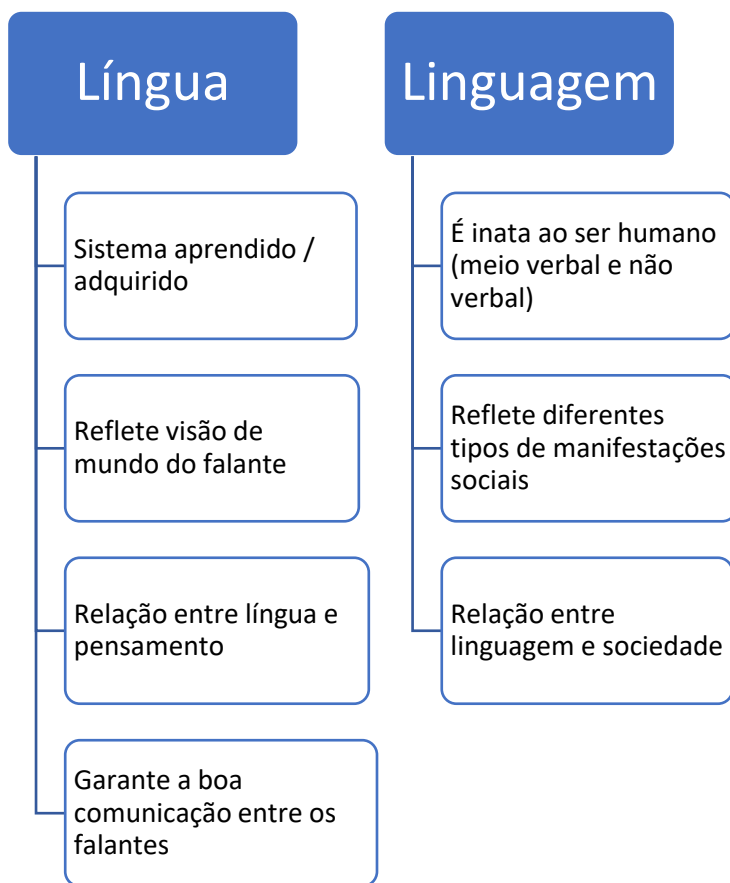 Língua
Sistema aprendido /
adquirido
Reflete visão de
mundo do falante
Relação entre língua e
pensamento
Garante a boa
comunicação entre os
falantes
Linguagem
É inata ao ser humano
(meio verbal e não
verbal)
Reflete diferentes
tipos de manifestações
sociais
Relação entre
linguagem e sociedade